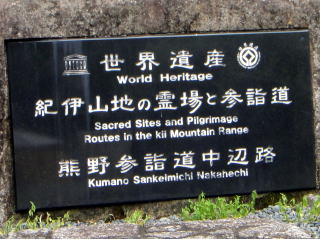 世界遺産
World Heritage
紀伊山地の霊場と参詣道
Sacred Sites and Pilgrimage
Routes in the kii Mountain Range
熊野参詣道中辺路
Kumano Sankeimichi Nakahechi